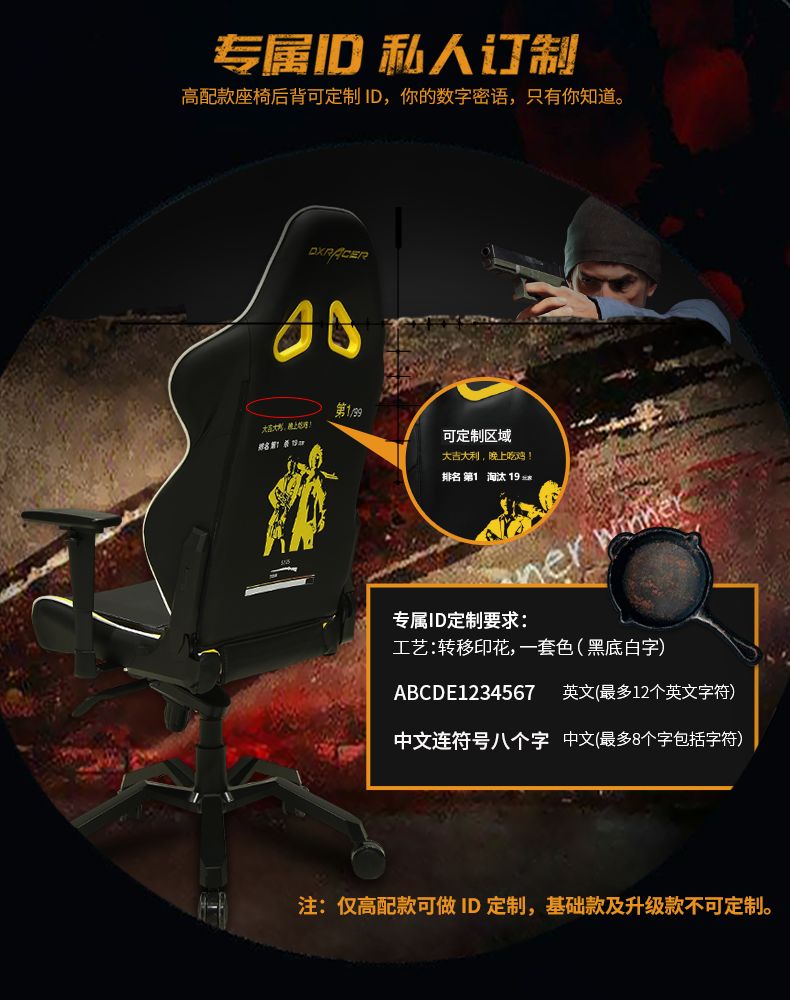 专属ID 私人订制
高配款座椅后背可定制 ID，你的数字密语，只有你知道。
DXRACER
第1/99
大吉大利，晚上吃鸡！
排名 第1 杀 19
可定制区域
大吉大利，晚上吃鸡！
排名 第1 淘汰 19 玩家
winner winner
专属ID定制要求：
工艺：转移印花，一套色（黑底白字）
ABCDE1234567 英文(最多12个英文字符)
中文连符号八个字 中文(最多8个字包括字符)
注：仅高配款可做 ID 定制，基础款及升级款不可定制。